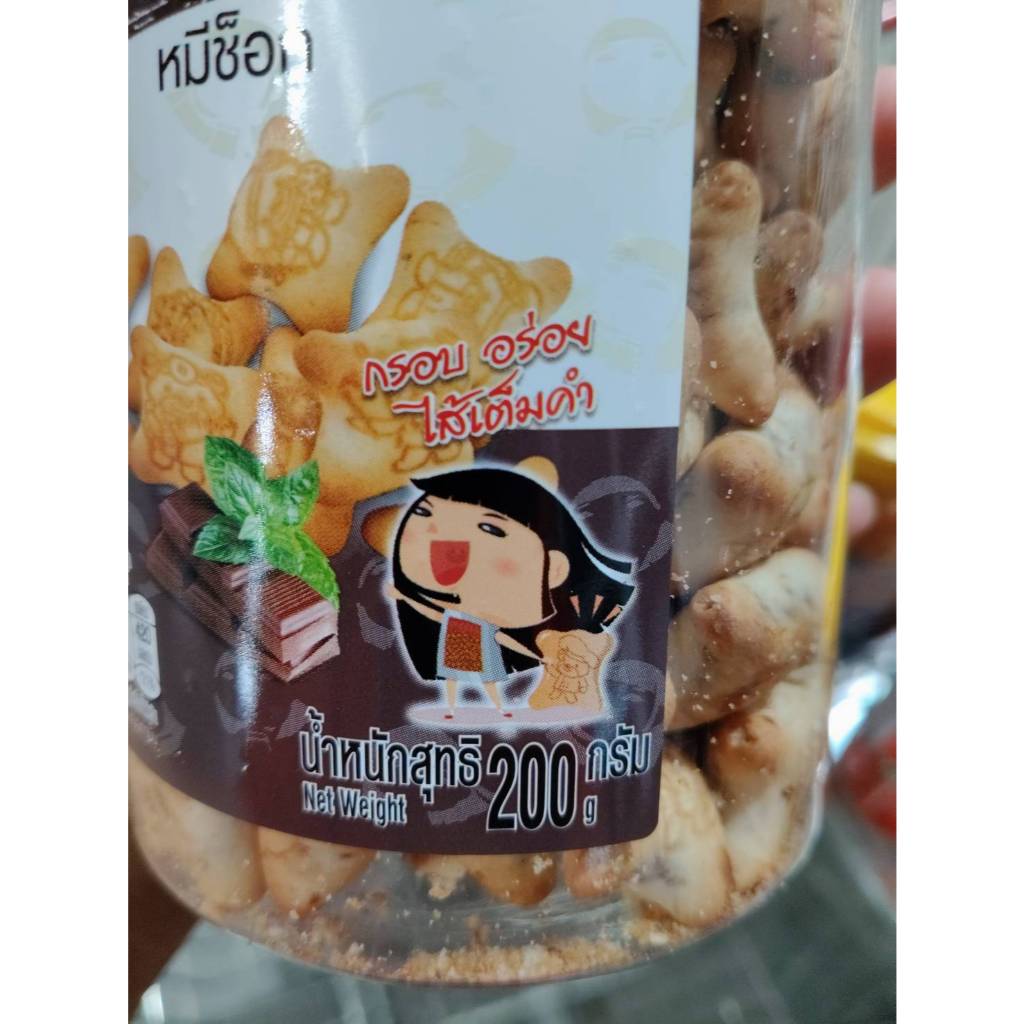 หมีช็อก
กรอบ อร่อย
ไส้เต็มคำ
น้ำหนักสุทธิ 200 กรัม
Net Weight g